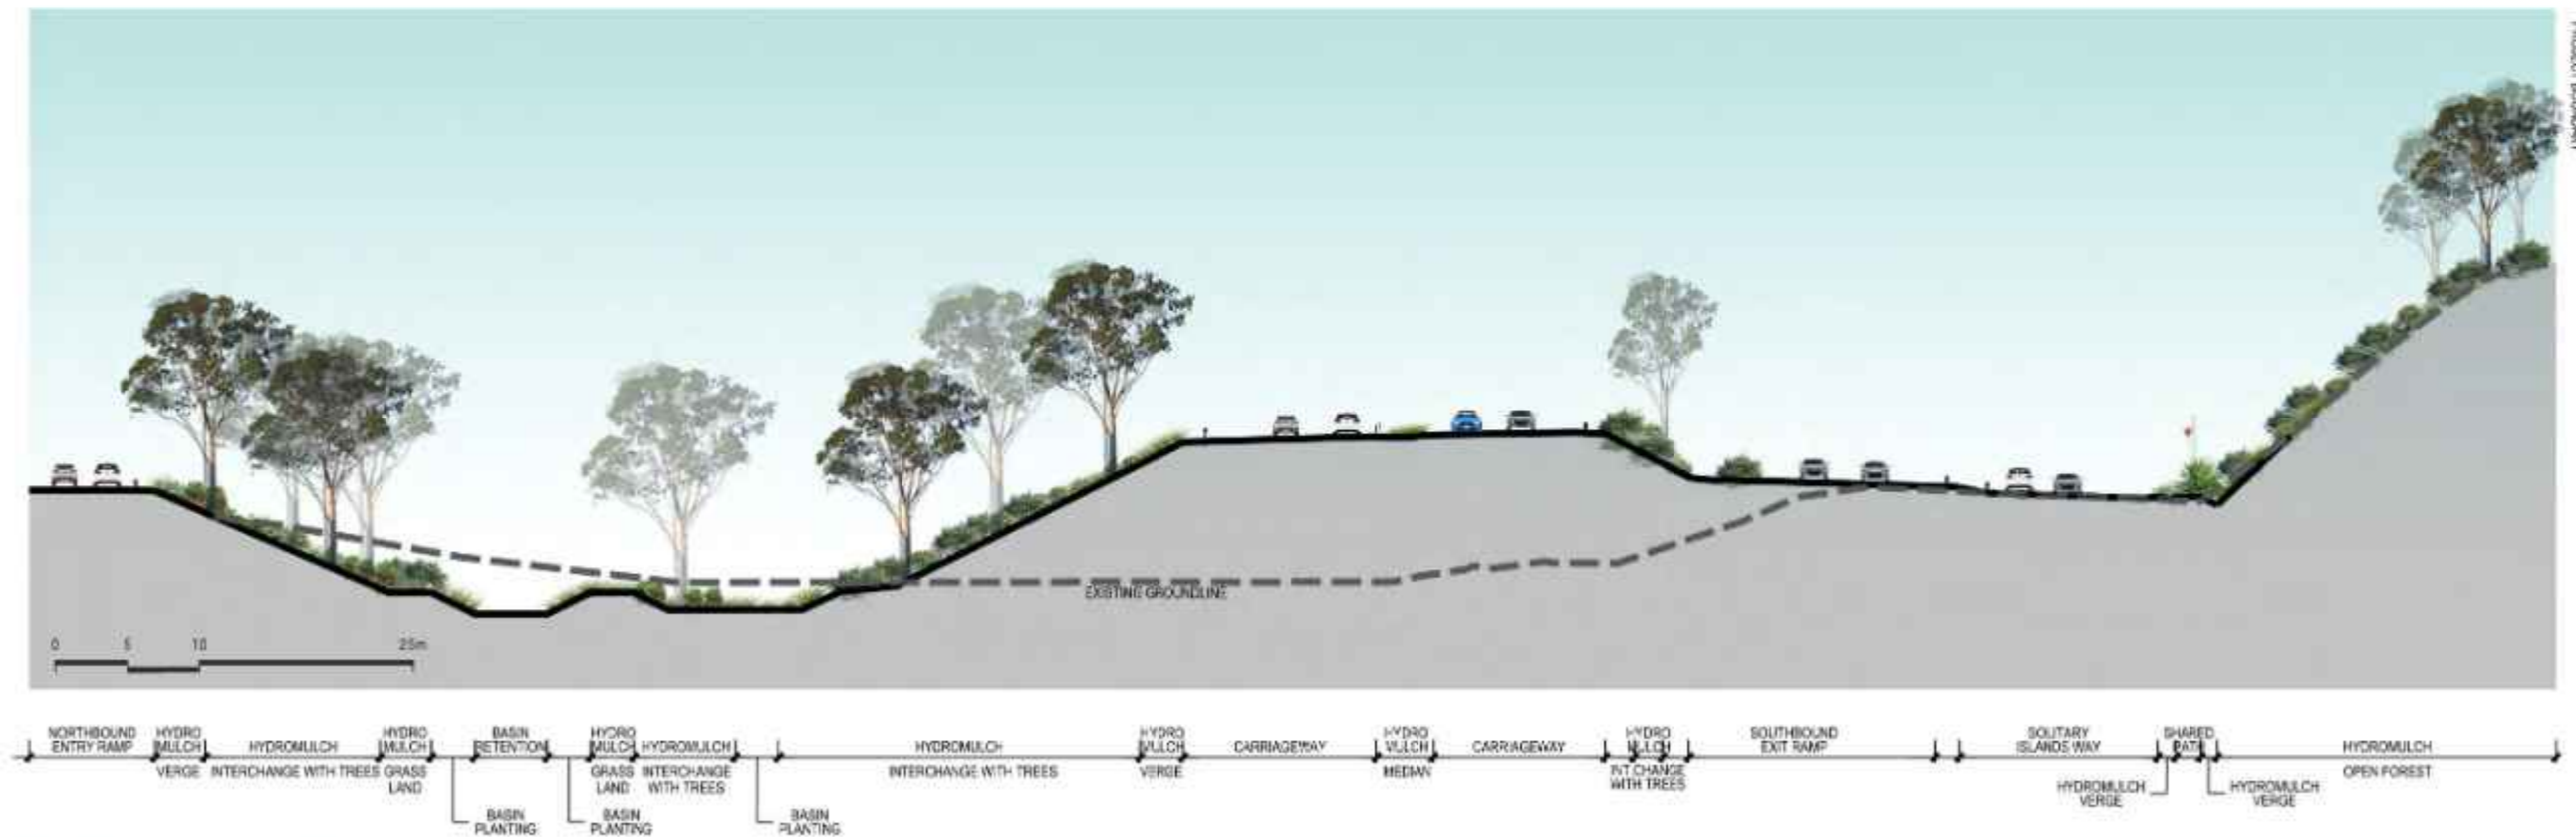 PROJECT BOUNDARY
EXISTING GROUNDLINE
0 5 10 25m
NORTHBOUND
ENTRY RAMP
HYDRO
MULCH
VERGE
HYDROMULCH
INTERCHANGE WITH TREES
HYDRO
MULCH
GRASS
LAND
BASIN
PLANTING
BASIN
RETENTION
BASIN
PLANTING
HYDRO
MULCH
GRASS
LAND
HYDROMULCH
INTERCHANGE
WITH TREES
BASIN
PLANTING
HYDROMULCH
INTERCHANGE WITH TREES
HYDRO
MULCH
VERGE
CARRIAGEWAY
HYDRO
MULCH
MEDIAN
CARRIAGEWAY
HYDRO
MULCH
INT CHANGE
WITH TREES
SOUTHBOUND
EXIT RAMP
SOLITARY
ISLANDS WAY
HYDROMULCH
VERGE
SHARED
PATH
HYDROMULCH
VERGE
HYDROMULCH
OPEN FOREST